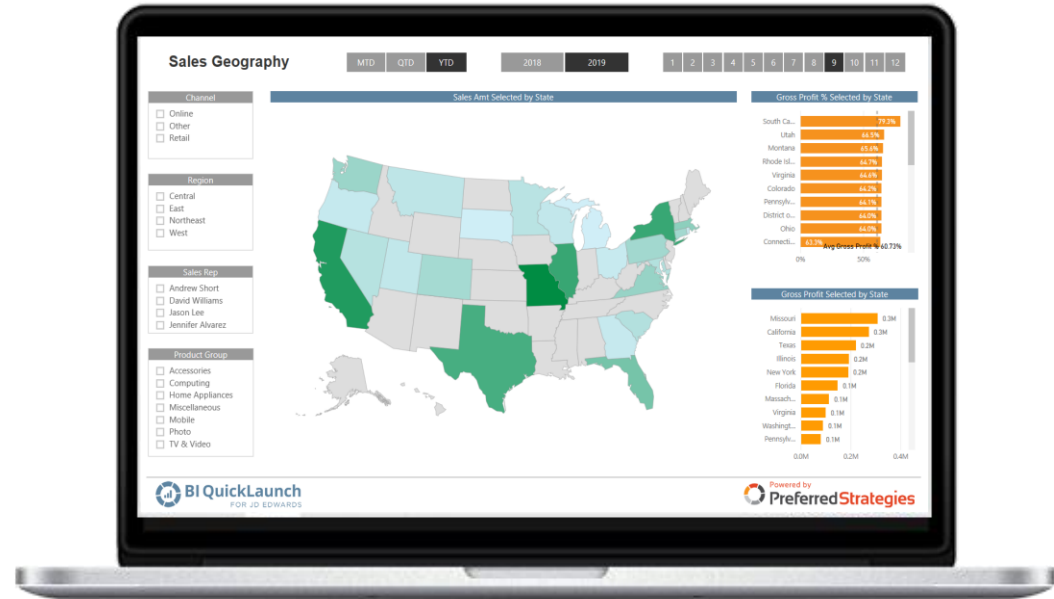 Sales Geography
MTD QTD YTD
2018 2019
1 2 3 4 5 6 7 8 9 10 11 12
Channel
Online
Other
Retail
Region
Central
East
Northeast
West
Sales Rep
Andrew Short
David Williams
Jason Lee
Jennifer Alvarez
Product Group
Accessories
Computing
Home Appliances
Miscellaneous
Mobile
Photo
TV & Video
Sales Amt Selected by State
Gross Profit % Selected by State
South Ca... 79.3%
Utah 66.5%
Montana 65.6%
Rhode Isl... 64.7%
Virginia 64.6%
Colorado 64.2%
Pennsylv... 64.1%
District o... 64.0%
Ohio 64.0%
Connecti... 63.3%
Avg Gross Profit % 60.73%
0% 50%
Gross Profit Selected by State
Missouri 0.3M
California 0.3M
Texas 0.2M
Illinois 0.2M
New York 0.2M
Florida 0.1M
Massach... 0.1M
Virginia 0.1M
Washingt... 0.1M
Pennsylv... 0.1M
0.0M 0.2M 0.4M
BI QuickLaunch
FOR JD EDWARDS
Powered by
PreferredStrategies